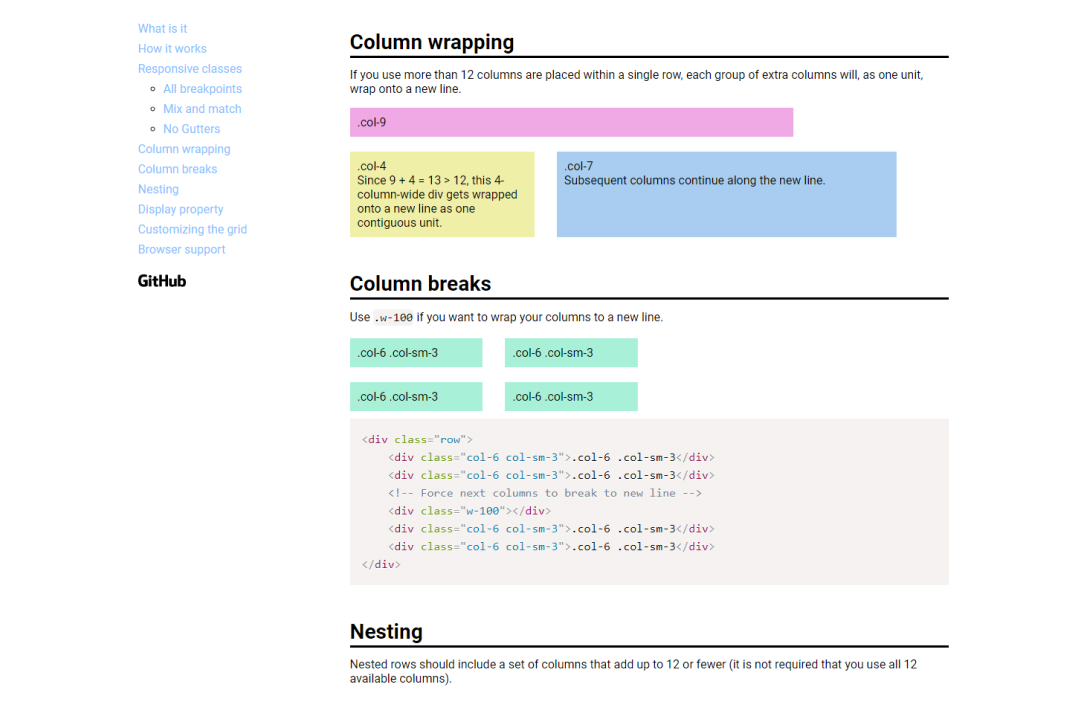 What is it
How it works
Responsive classes
All breakpoints
Mix and match
No Gutters
Column wrapping
Column breaks
Nesting
Display property
Customizing the grid
Browser support
GitHub
Column wrapping
If you use more than 12 columns are placed within a single row, each group of extra columns will, as one unit,
wrap onto a new line.
.col-9
.col-4
Since 9 + 4 = 13 > 12, this 4-
column-wide div gets wrapped
onto a new line as one
contiguous unit.
.col-7
Subsequent columns continue along the new line.
Column breaks
Use .w-100 if you want to wrap your columns to a new line.
.col-6 .col-sm-3
.col-6 .col-sm-3
.col-6 .col-sm-3
.col-6 .col-sm-3
<div class="row">
    <div class="col-6 col-sm-3">.col-6 .col-sm-3</div>
    <div class="col-6 col-sm-3">.col-6 .col-sm-3</div>
    <!-- Force next columns to break to new line -->
    <div class="w-100"></div>
    <div class="col-6 col-sm-3">.col-6 .col-sm-3</div>
    <div class="col-6 col-sm-3">.col-6 .col-sm-3</div>
</div>
Nesting
Nested rows should include a set of columns that add up to 12 or fewer (it is not required that you use all 12
available columns).